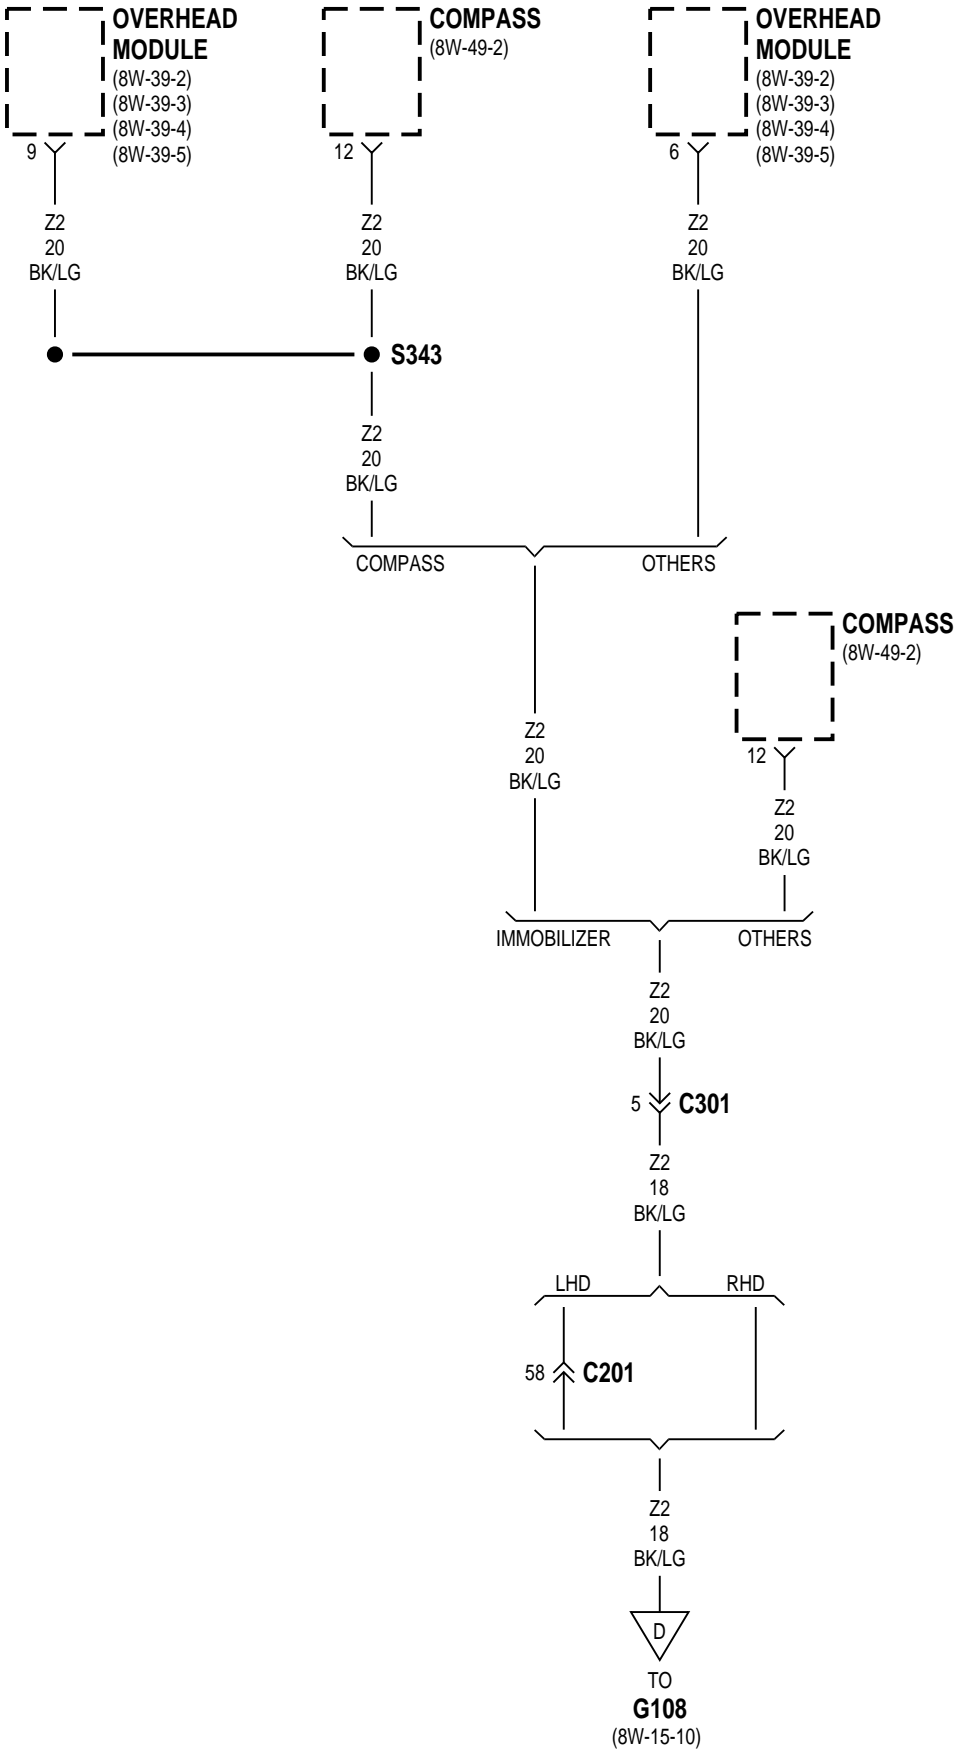 OVERHEAD
MODULE
(8W-39-2)
(8W-39-3)
(8W-39-4)
(8W-39-5)
9
COMPASS
(8W-49-2)
12
OVERHEAD
MODULE
(8W-39-2)
(8W-39-3)
(8W-39-4)
(8W-39-5)
6
Z2
20
BK/LG
Z2
20
BK/LG
Z2
20
BK/LG
S343
Z2
20
BK/LG
COMPASS
OTHERS
COMPASS
(8W-49-2)
12
Z2
20
BK/LG
Z2
20
BK/LG
IMMOBILIZER
OTHERS
Z2
20
BK/LG
5
C301
Z2
18
BK/LG
LHD
RHD
58
C201
Z2
18
BK/LG
D
TO
G108
(8W-15-10)